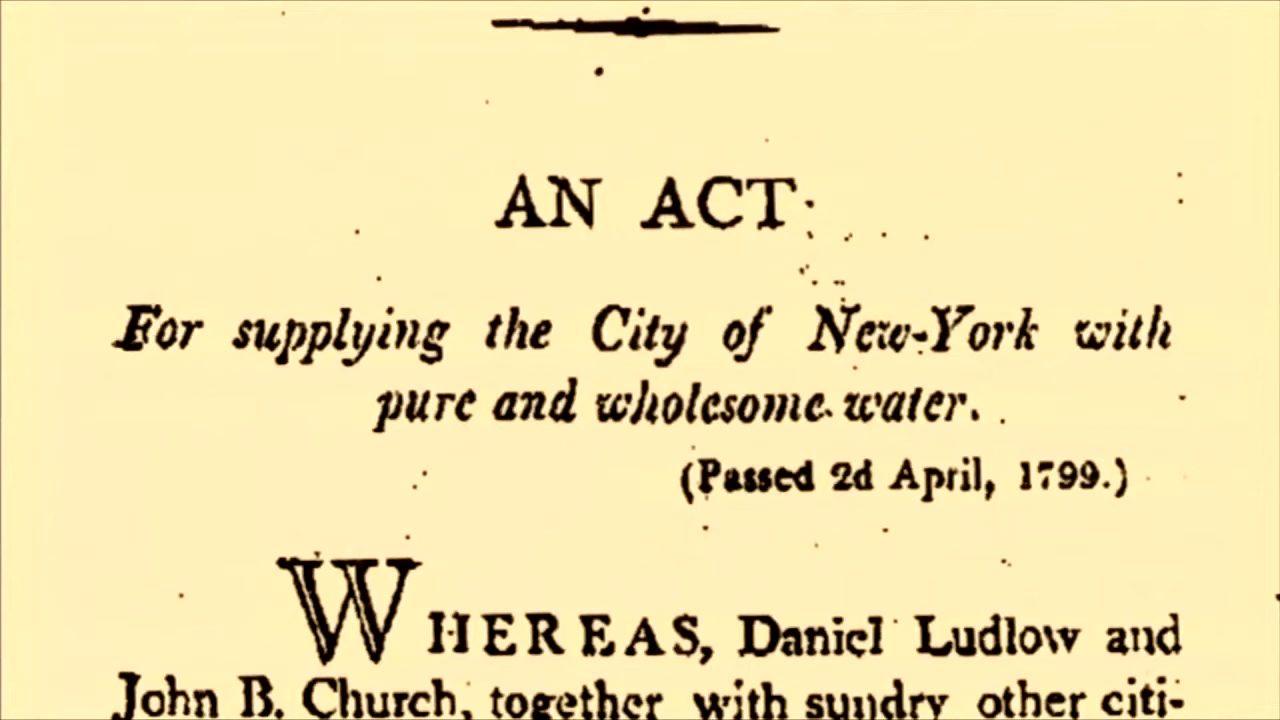 AN ACT
For supplying the City of New-York with
pure and wholesome water.
(Passed 2d April, 1799.)
WHEREAS, Daniel Ludlow and
John B. Church, together with sundry other citi-